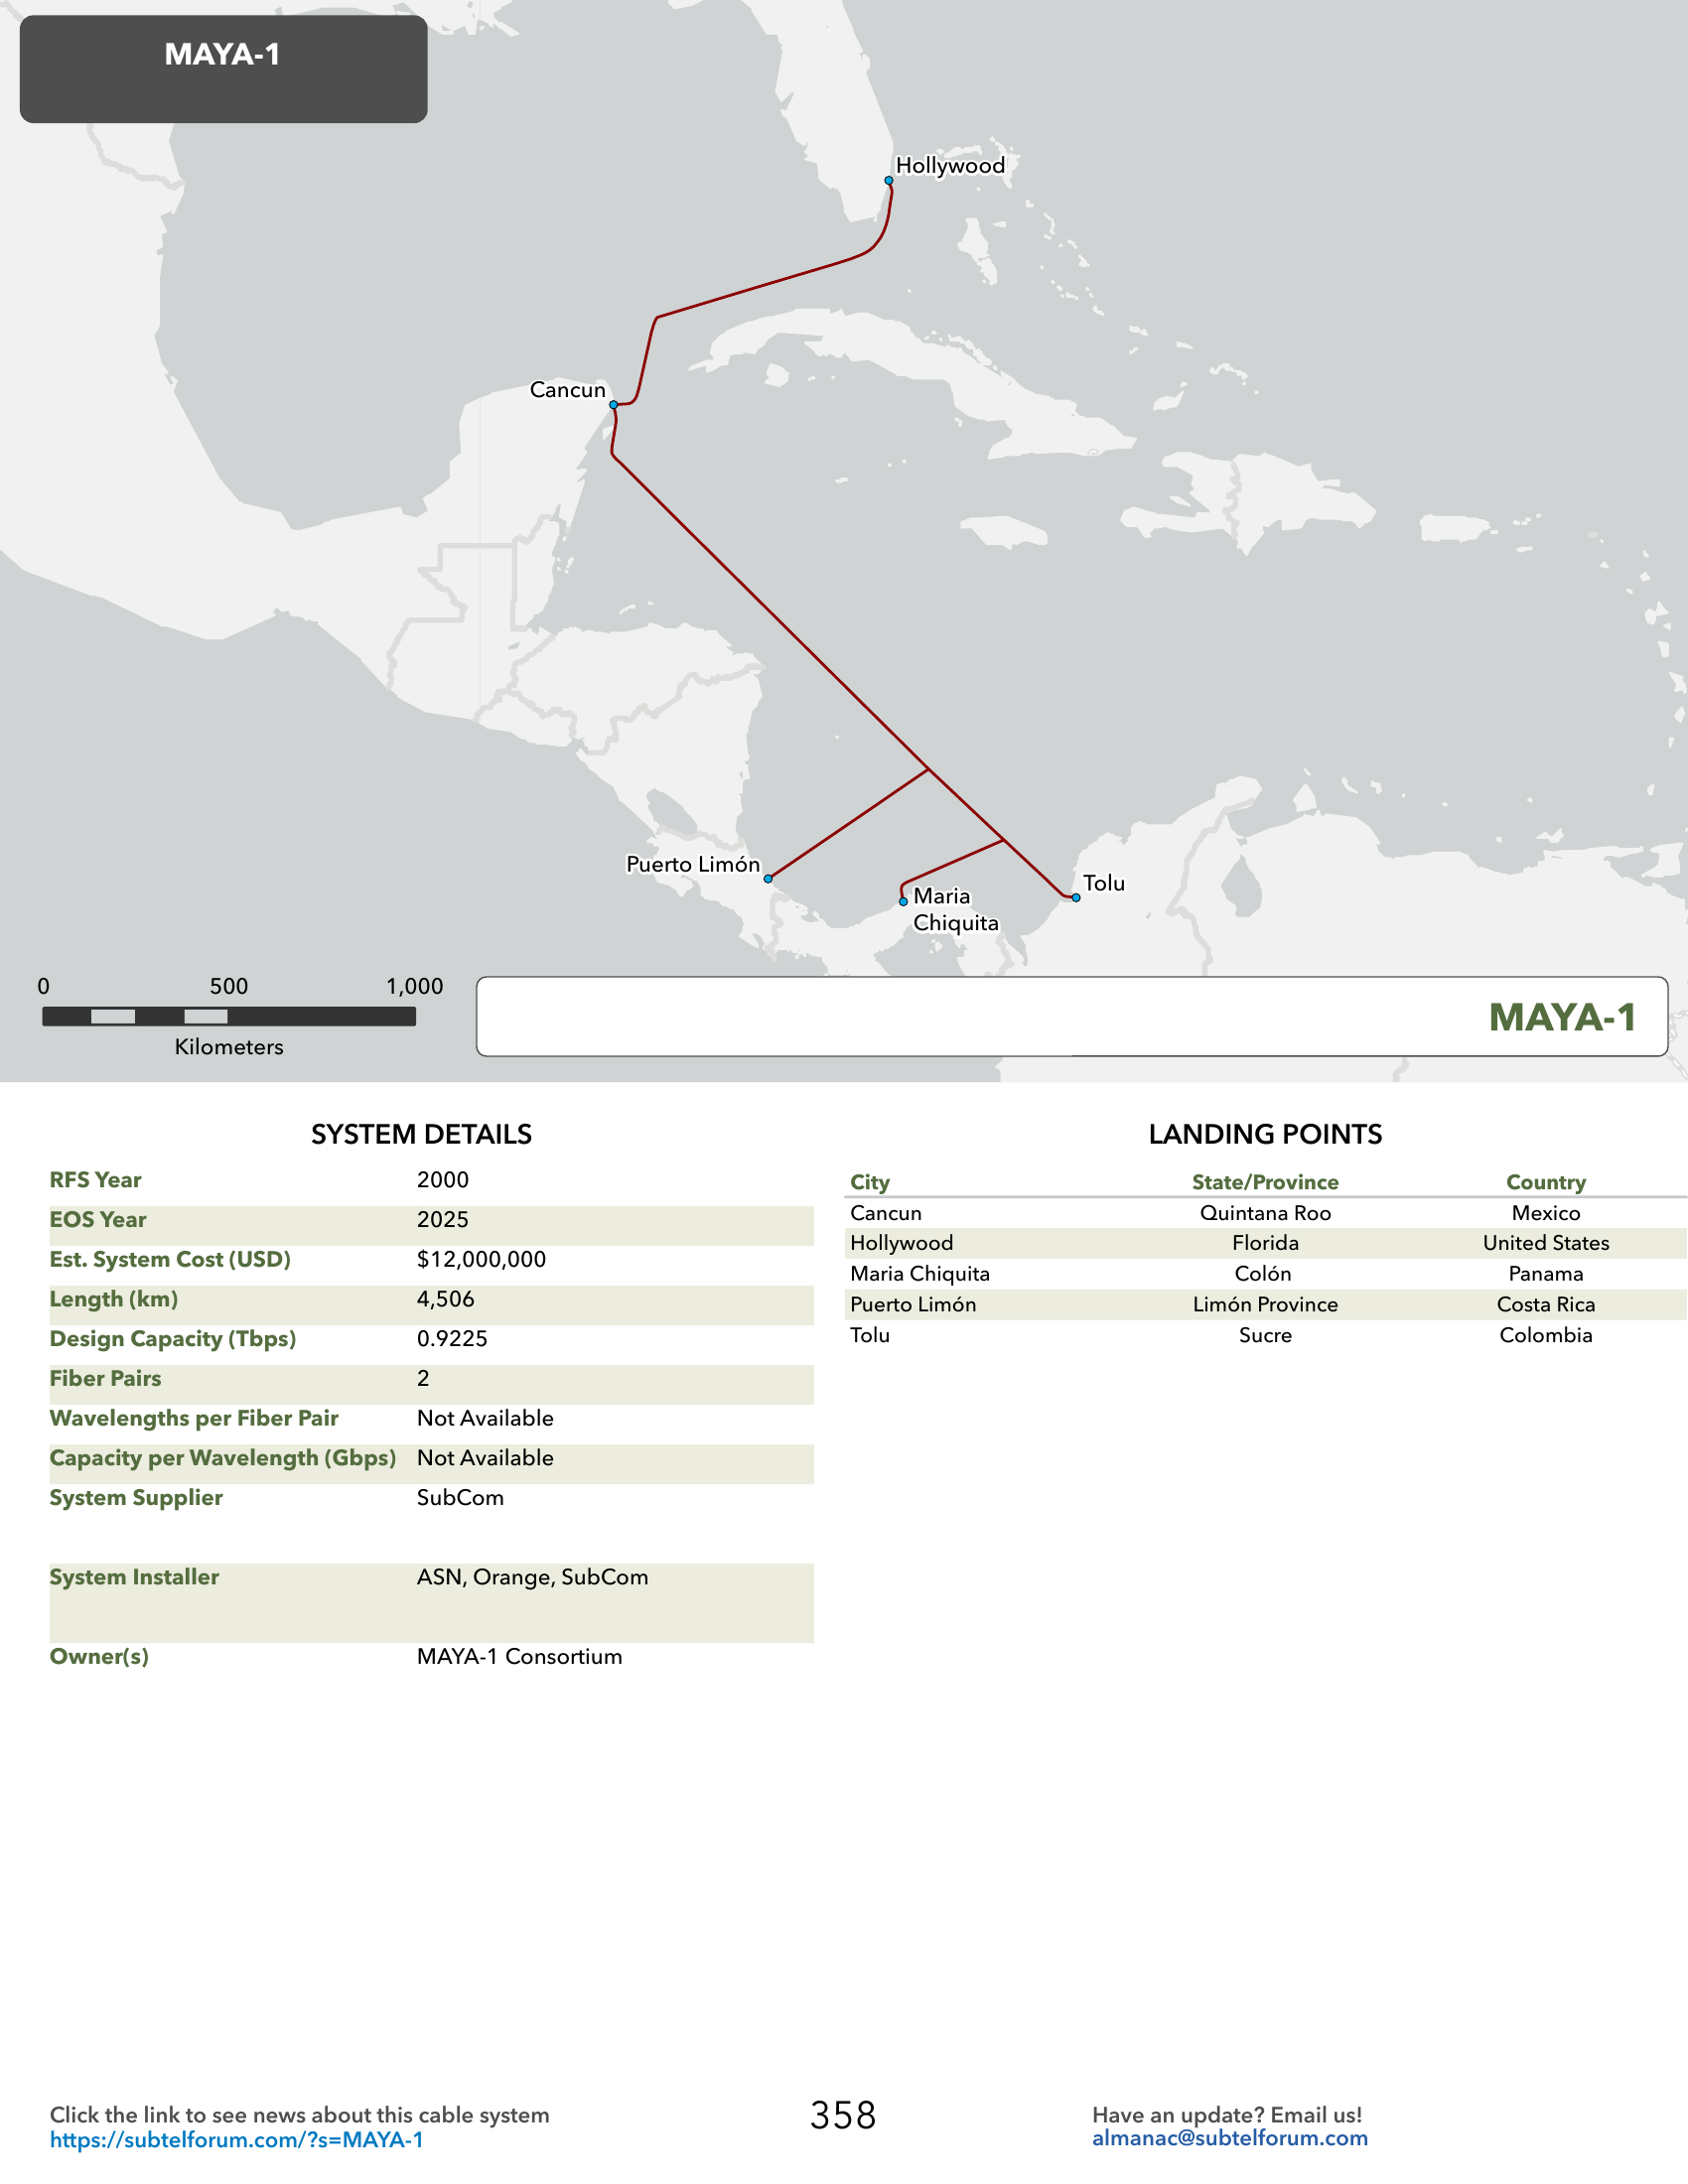 MAYA-1
Hollywood
Cancun
Puerto Limón
Maria
Chiquita
Tolu
0 500 1,000
Kilometers
MAYA-1
SYSTEM DETAILS
RFS Year 2000
EOS Year 2025
Est. System Cost (USD) $12,000,000
Length (km) 4,506
Design Capacity (Tbps) 0.9225
Fiber Pairs 2
Wavelengths per Fiber Pair Not Available
Capacity per Wavelength (Gbps) Not Available
System Supplier SubCom
System Installer ASN, Orange, SubCom
Owner(s) MAYA-1 Consortium
LANDING POINTS
City State/Province Country
Cancun Quintana Roo Mexico
Hollywood Florida United States
Maria Chiquita Colón Panama
Puerto Limón Limón Province Costa Rica
Tolu Sucre Colombia
Click the link to see news about this cable system
https://subtelforum.com/?s=MAYA-1
358
Have an update? Email us!
almanac@subtelforum.com